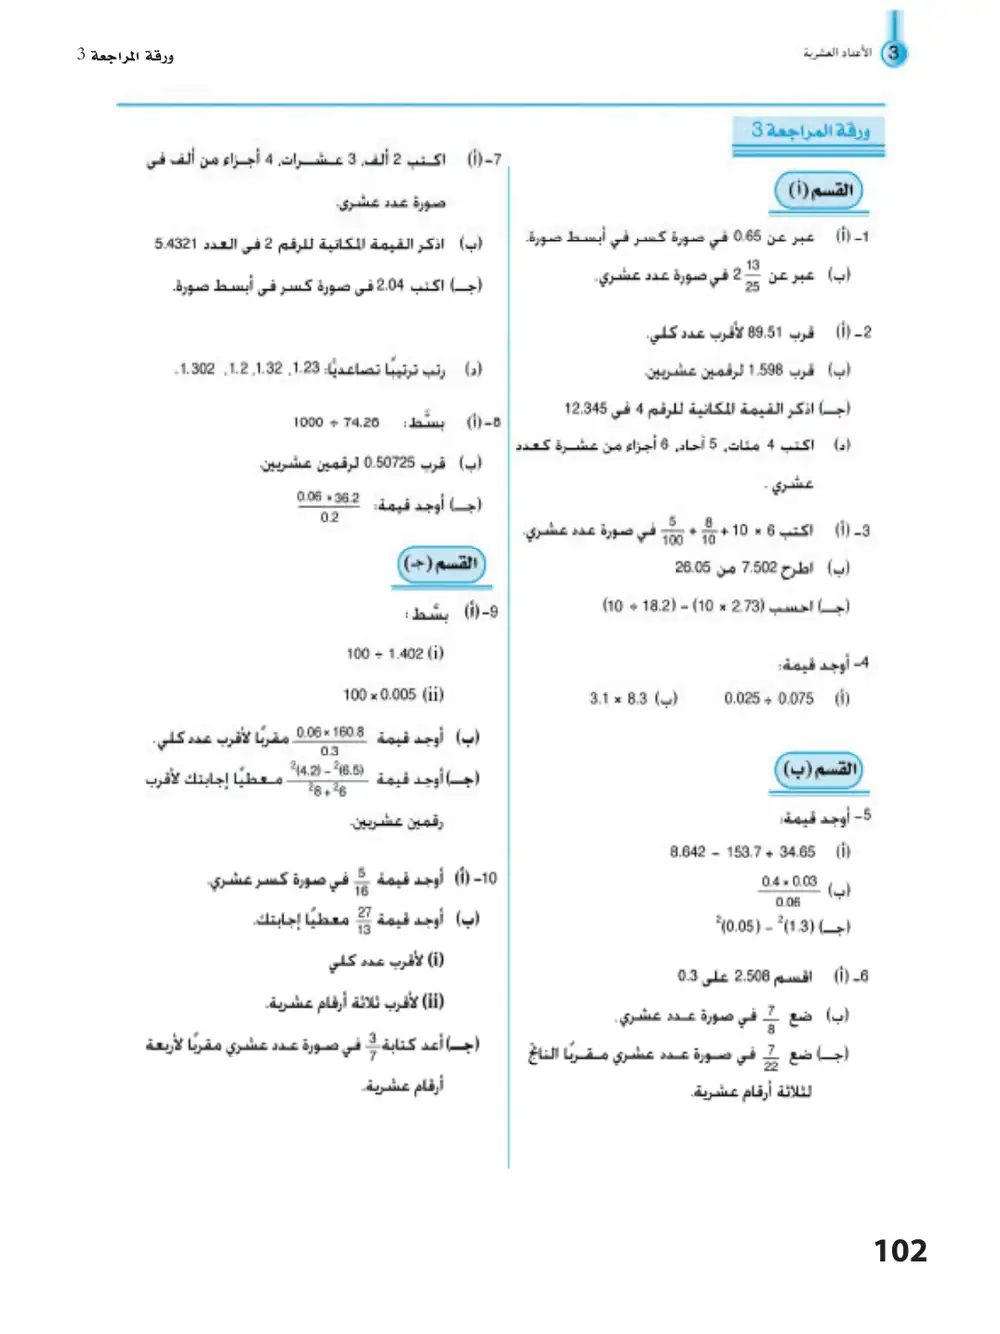 3 الأعداد العشرية
ورقة المراجعة 3
ورقة المراجعة 3
القسم (أ)
1- (أ) عبر عن 0.65 في صورة كسر في أبسط صورة.
(ب) عبر عن 2 13/25 في صورة عدد عشري.
2- (أ) قرب 89.51 لأقرب عدد كلي.
(ب) قرب 1.598 لرقمين عشريين.
(جـ) اذكر القيمة المكانية للرقم 4 في 12.345
(د) اكتب 4 مئات، 5 آحاد، 6 أجزاء من عشرة كعدد
عشري .
3- (أ) اكتب 6 × 10 + 8/10 + 5/100 في صورة عدد عشري.
(ب) اطرح 7.502 من 26.05
(جـ) احسب (2.73 × 10) – (18.2 ÷ 10)
4- أوجد قيمة:
(أ) 0.075 ÷ 0.025 (ب) 8.3 × 3.1
القسم (ب)
5- أوجد قيمة:
(أ) 34.65 + 153.7 – 8.642
(ب) 0.03 × 0.4 / 0.06
(جـ) (1.3)² – (0.05)²
6- (أ) اقسم 2.508 على 0.3
(ب) ضع 7/8 في صورة عدد عشري.
(جـ) ضع 7/22 في صورة عدد عشري مقربًا الناتج
لثلاثة أرقام عشرية.
7- (أ) اكتب 2 ألف، 3 عشرات، 4 أجزاء من ألف في
صورة عدد عشري.
(ب) اذكر القيمة المكانية للرقم 2 في العدد 5.4321
(جـ) اكتب 2.04 في صورة كسر في أبسط صورة.
(د) رتب ترتيبًا تصاعديًا: 1.23، 1.32، 1.2، 1.302.
8- (أ) بسَّط: 74.26 ÷ 1000
(ب) قرب 0.50725 لرقمين عشريين.
(جـ) أوجد قيمة: 36.2 × 0.06 / 0.2
القسم (جـ)
9- (أ) بسَّط :
(i) 1.402 ÷ 100
(ii) 0.005 × 100
(ب) أوجد قيمة 160.8 × 0.06 / 0.3 مقربًا لأقرب عدد كلي.
(جـ) أوجد قيمة (6.5)² – (4.2)² / 6² + 8² معطيًا إجابتك لأقرب
رقمين عشريين.
10- (أ) أوجد قيمة 5/16 في صورة كسر عشري.
(ب) أوجد قيمة 27/13 معطيًا إجابتك.
(i) لأقرب عدد كلي
(ii) لأقرب ثلاثة أرقام عشرية.
(جـ) أعد كتابة 3/7 في صورة عدد عشري مقربًا لأربعة
أرقام عشرية.
102